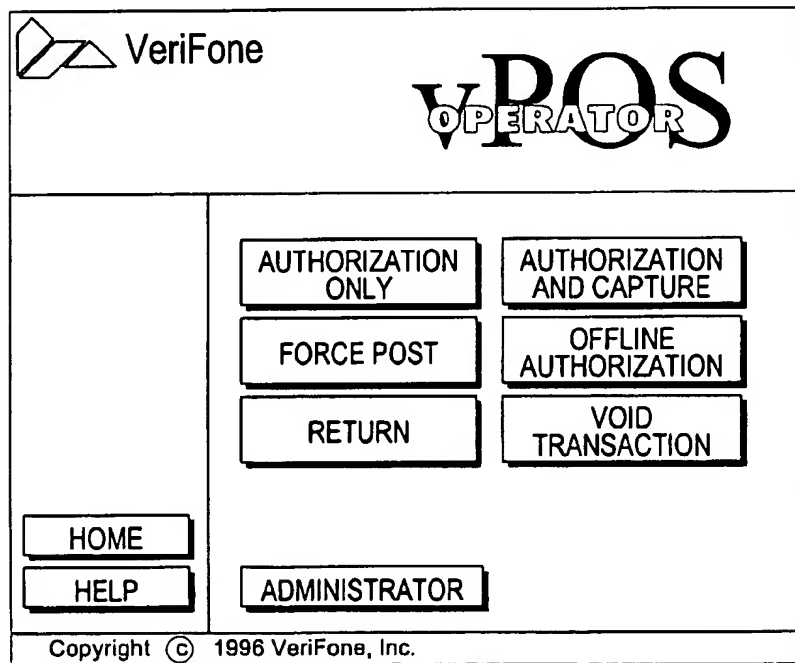 VeriFone
vPOS
OPERATOR
AUTHORIZATION
ONLY
AUTHORIZATION
AND CAPTURE
FORCE POST
OFFLINE
AUTHORIZATION
RETURN
VOID
TRANSACTION
HOME
HELP
ADMINISTRATOR
Copyright © 1996 VeriFone, Inc.